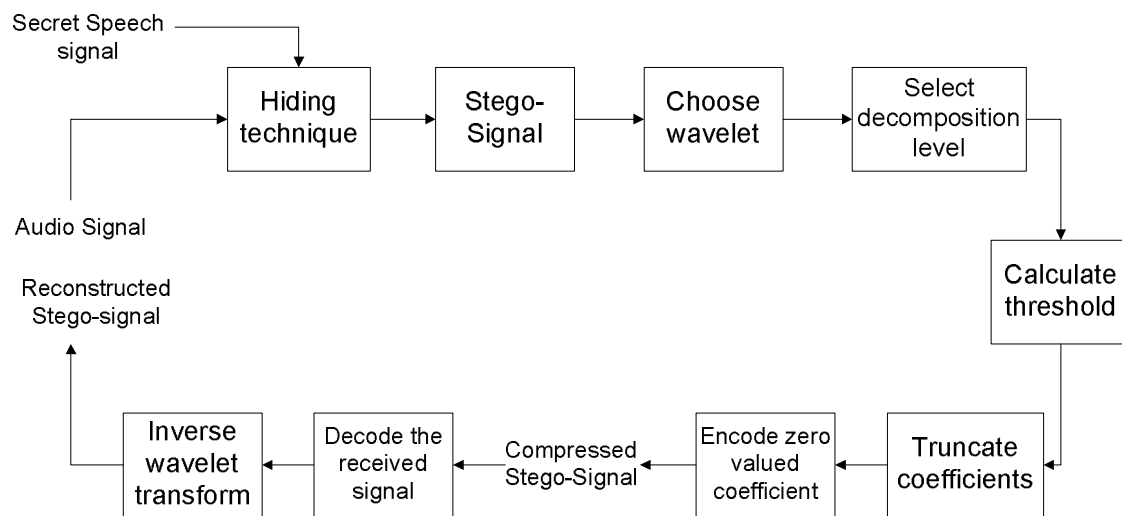 Secret Speech
signal
Hiding
technique
Stego-
Signal
Choose
wavelet
Select
decomposition
level
Audio Signal
Calculate
threshold
Reconstructed
Stego-signal
Inverse
wavelet
transform
Decode the
received
signal
Compressed
Stego-Signal
Encode zero
valued
coefficient
Truncate
coefficients